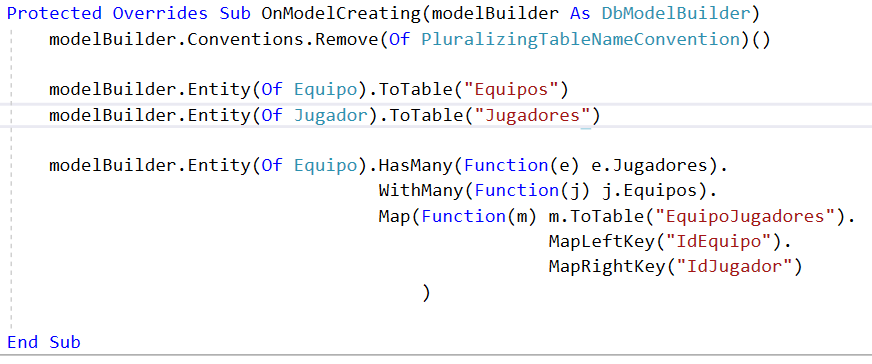 Protected Overrides Sub OnModelCreating(modelBuilder As DbModelBuilder)
    modelBuilder.Conventions.Remove(Of PluralizingTableNameConvention)()
    modelBuilder.Entity(Of Equipo).ToTable("Equipos")
    modelBuilder.Entity(Of Jugador).ToTable("Jugadores")
    modelBuilder.Entity(Of Equipo).HasMany(Function(e) e.Jugadores).
                                   WithMany(Function(j) j.Equipos).
                                   Map(Function(m) m.ToTable("EquipoJugadores").
                                                   MapLeftKey("IdEquipo").
                                                   MapRightKey("IdJugador")
                                       )
End Sub